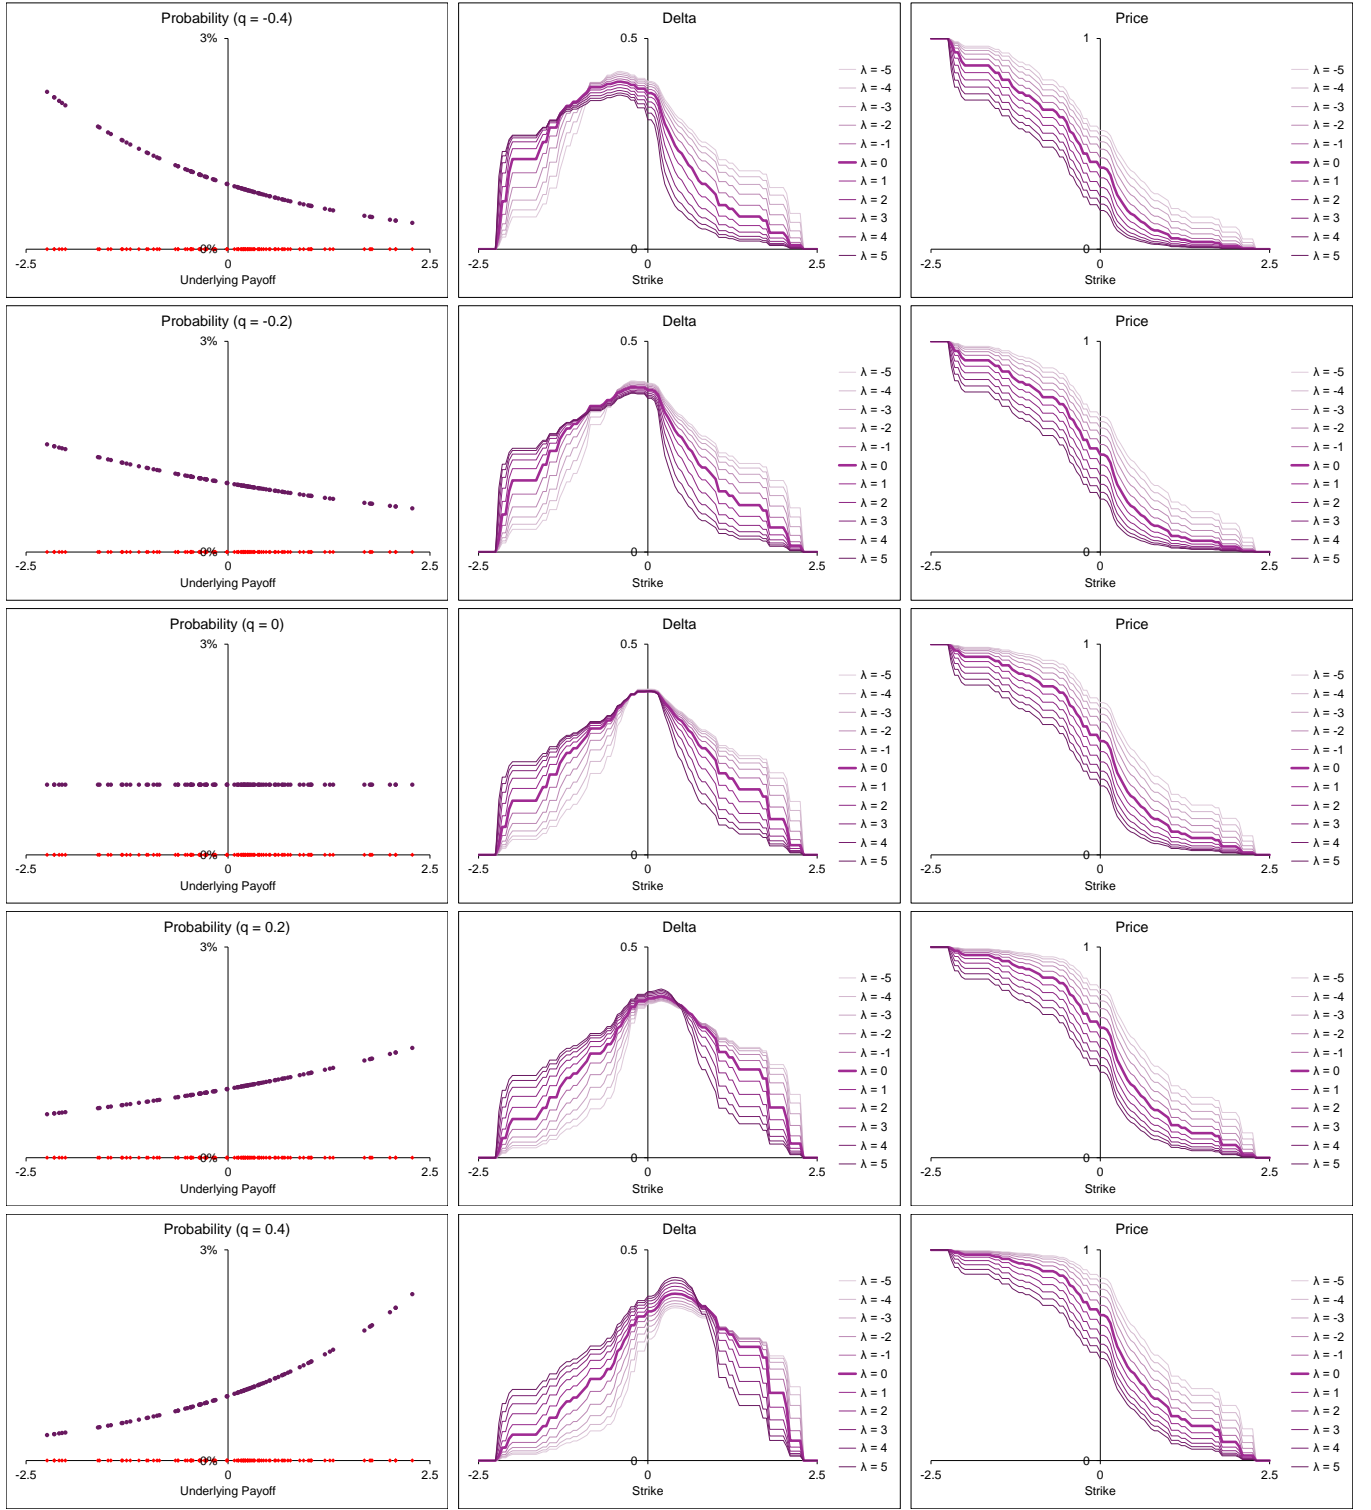 Probability (q = -0.4)
3%
0%
-2.5 0 2.5
Underlying Payoff
Delta
0.5
0
-2.5 0 2.5
Strike
λ = -5
λ = -4
λ = -3
λ = -2
λ = -1
λ = 0
λ = 1
λ = 2
λ = 3
λ = 4
λ = 5
Price
1
0
-2.5 0 2.5
Strike
λ = -5
λ = -4
λ = -3
λ = -2
λ = -1
λ = 0
λ = 1
λ = 2
λ = 3
λ = 4
λ = 5
Probability (q = -0.2)
3%
0%
-2.5 0 2.5
Underlying Payoff
Delta
0.5
0
-2.5 0 2.5
Strike
λ = -5
λ = -4
λ = -3
λ = -2
λ = -1
λ = 0
λ = 1
λ = 2
λ = 3
λ = 4
λ = 5
Price
1
0
-2.5 0 2.5
Strike
λ = -5
λ = -4
λ = -3
λ = -2
λ = -1
λ = 0
λ = 1
λ = 2
λ = 3
λ = 4
λ = 5
Probability (q = 0)
3%
0%
-2.5 0 2.5
Underlying Payoff
Delta
0.5
0
-2.5 0 2.5
Strike
λ = -5
λ = -4
λ = -3
λ = -2
λ = -1
λ = 0
λ = 1
λ = 2
λ = 3
λ = 4
λ = 5
Price
1
0
-2.5 0 2.5
Strike
λ = -5
λ = -4
λ = -3
λ = -2
λ = -1
λ = 0
λ = 1
λ = 2
λ = 3
λ = 4
λ = 5
Probability (q = 0.2)
3%
0%
-2.5 0 2.5
Underlying Payoff
Delta
0.5
0
-2.5 0 2.5
Strike
λ = -5
λ = -4
λ = -3
λ = -2
λ = -1
λ = 0
λ = 1
λ = 2
λ = 3
λ = 4
λ = 5
Price
1
0
-2.5 0 2.5
Strike
λ = -5
λ = -4
λ = -3
λ = -2
λ = -1
λ = 0
λ = 1
λ = 2
λ = 3
λ = 4
λ = 5
Probability (q = 0.4)
3%
0%
-2.5 0 2.5
Underlying Payoff
Delta
0.5
0
-2.5 0 2.5
Strike
λ = -5
λ = -4
λ = -3
λ = -2
λ = -1
λ = 0
λ = 1
λ = 2
λ = 3
λ = 4
λ = 5
Price
1
0
-2.5 0 2.5
Strike
λ = -5
λ = -4
λ = -3
λ = -2
λ = -1
λ = 0
λ = 1
λ = 2
λ = 3
λ = 4
λ = 5